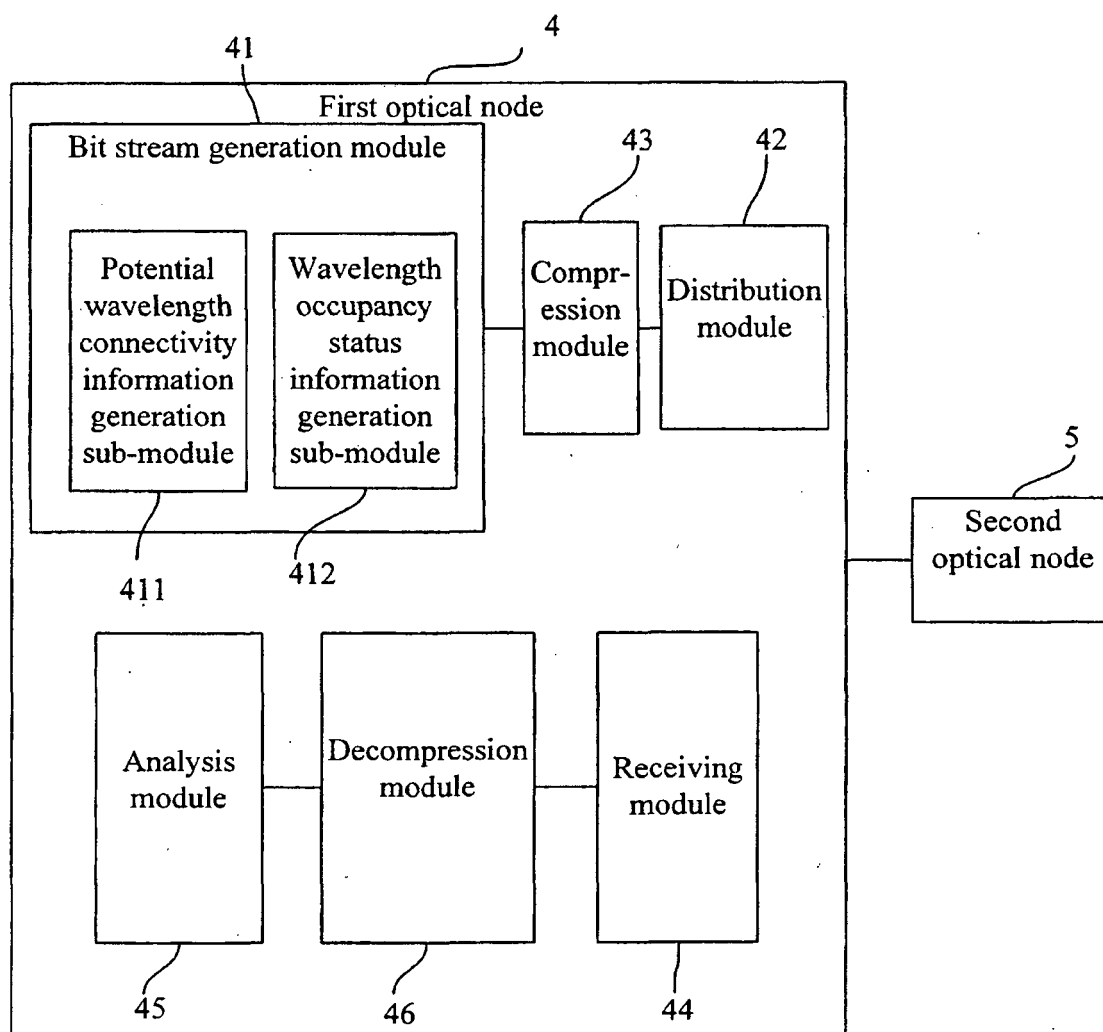 4
41
First optical node
Bit stream generation module
43
42
Potential
wavelength
connectivity
information
generation
sub-module
Wavelength
occupancy
status
information
generation
sub-module
Compr-
ession
module
Distribution
module
411
412
5
Second
optical node
Analysis
module
Decompression
module
Receiving
module
45
46
44